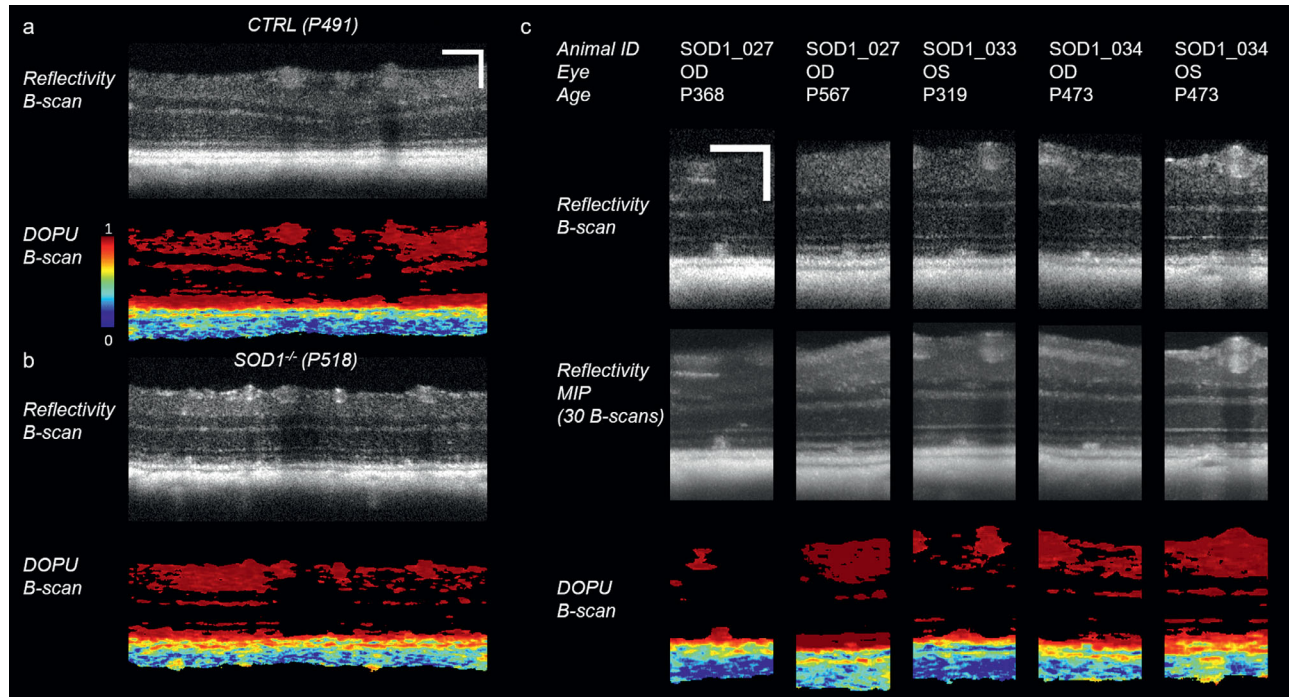 a
CTRL (P491)
Reflectivity
B-scan
DOPU
B-scan
1
0
b
SOD1-/- (P518)
Reflectivity
B-scan
DOPU
B-scan
c
Animal ID SOD1_027 SOD1_027 SOD1_033 SOD1_034 SOD1_034
Eye OD OD OS OD OS
Age P368 P567 P319 P473 P473
Reflectivity
B-scan
Reflectivity
MIP
(30 B-scans)
DOPU
B-scan